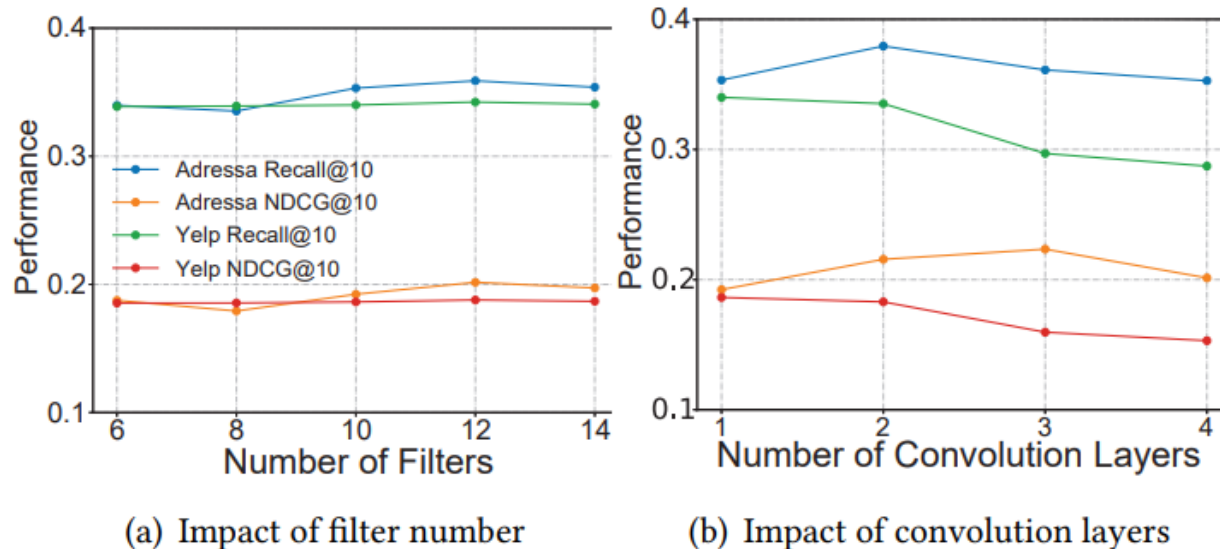 0.4
0.3
0.2
0.1
Performance
Adressa Recall@10
Adressa NDCG@10
Yelp Recall@10
Yelp NDCG@10
6 8 10 12 14
Number of Filters
(a) Impact of filter number
0.4
0.3
0.2
0.1
Performance
1 2 3 4
Number of Convolution Layers
(b) Impact of convolution layers